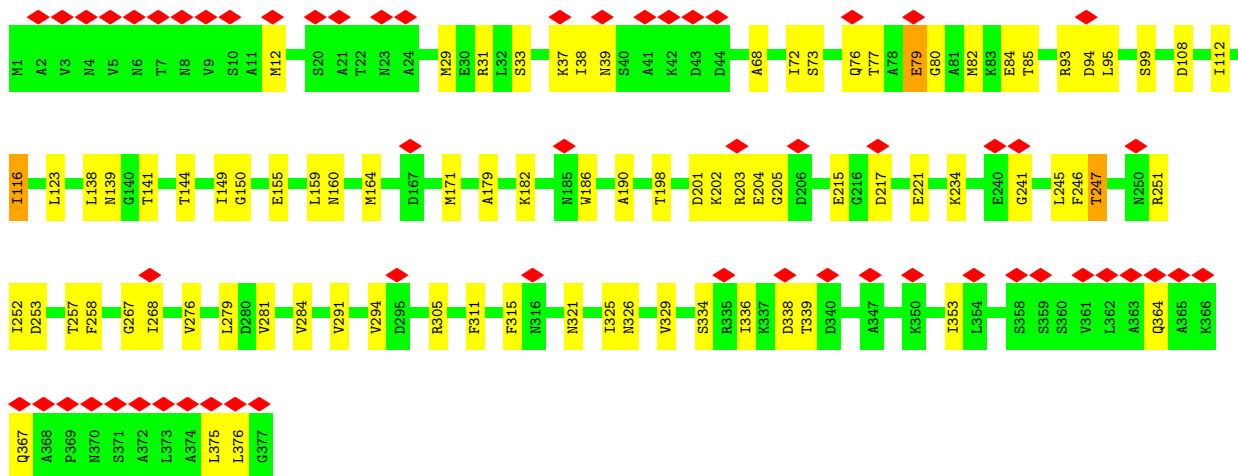 M1 A2 V3 N4 V5 N6 T7 N8 V9 S10 A11 M12 S20 A21 T22 N23 A24 M29 E30 R31 L32 S33 K37 I38 N39 S40 A41 K42 D43 D44 A68 I72 S73 Q76 T77 A78 E79 G80 A81 M82 K83 E84 T85 R93 D94 L95 S99 D108 I112
I116 L123 L138 N139 G140 T141 T144 I149 G150 E155 L159 N160 M164 D167 M171 A179 K182 N185 W186 A190 T198 D201 K202 R203 E204 G205 D206 E215 G216 D217 E221 K234 E240 G241 L245 F246 T247 N250 R251
I252 D253 T257 F258 G267 I268 V276 L279 D280 V281 V284 V291 V294 D295 R305 F311 F315 N316 N321 I325 N326 V329 S334 R335 I336 K337 D338 T339 D340 A347 K350 I353 L354 S358 S359 S360 V361 L362 A363 Q364 A365 K366
Q367 A368 P369 N370 S371 A372 L373 A374 L375 L376 G377